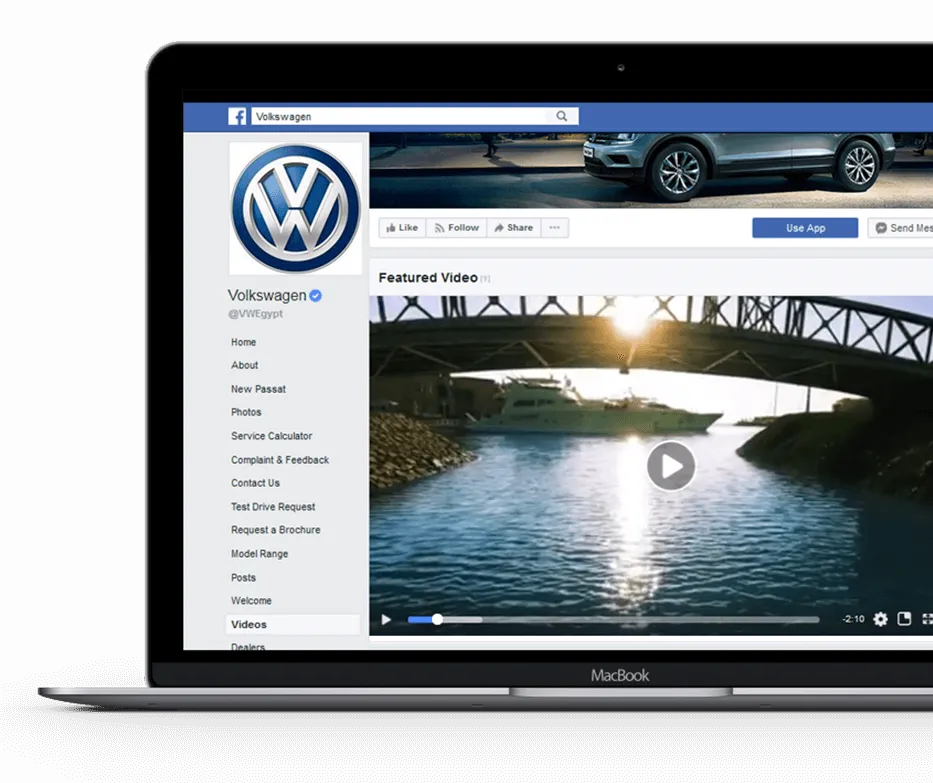 Volkswagen
Like Follow Share
Use App
Send Mes
Featured Video [?]
Volkswagen
@VWEgypt
Home
About
New Passat
Photos
Service Calculator
Complaint & Feedback
Contact Us
Test Drive Request
Request a Brochure
Model Range
Posts
Welcome
Videos
Dealers
-2:10
MacBook